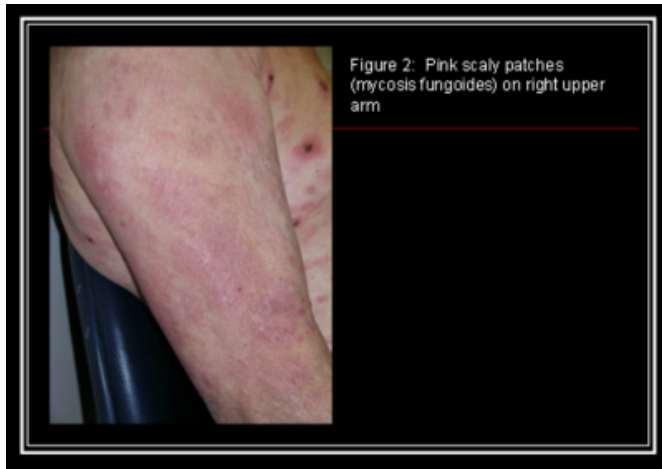 Figure 2:  Pink scaly patches
(mycosis fungoides) on right upper
arm